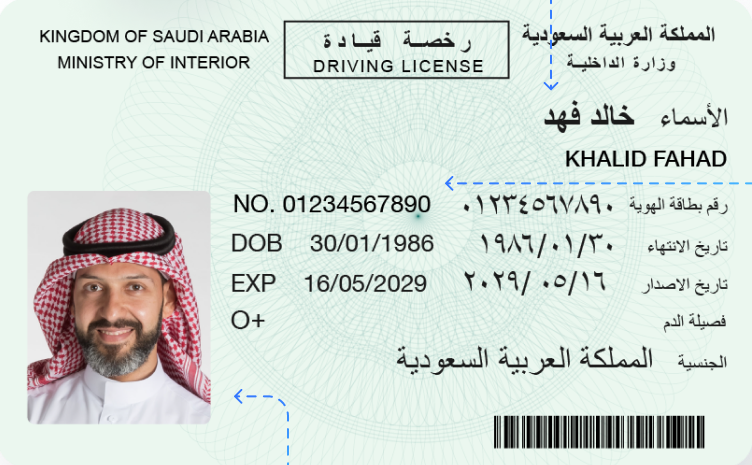 KINGDOM OF SAUDI ARABIA
MINISTRY OF INTERIOR
رخصة قيادة
DRIVING LICENSE
المملكة العربية السعودية
وزارة الداخلية
الأسماء خالد فهد
KHALID FAHAD
NO. 01234567890 ٠١٢٣٤٥٦٧٨٩٠ رقم بطاقة الهوية
DOB 30/01/1986 ١٩٨٦/٠١/٣٠ تاريخ الانتهاء
EXP 16/05/2029 ٢٠٢٩/٠٥/١٦ تاريخ الاصدار
O+ فصيلة الدم
الجنسية المملكة العربية السعودية